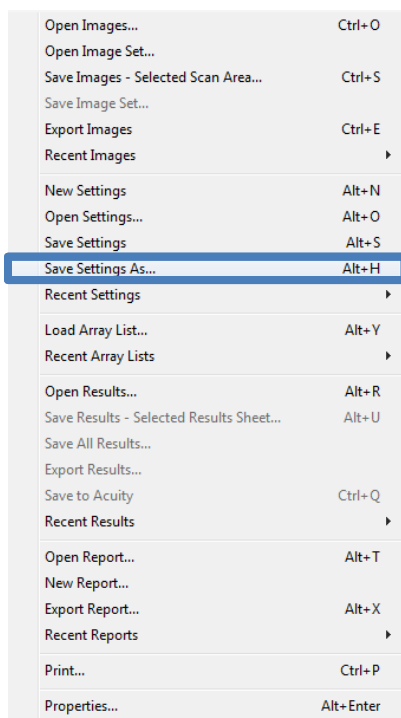 Open Images... Ctrl+O
Open Image Set...
Save Images - Selected Scan Area... Ctrl+S
Save Image Set...
Export Images Ctrl+E
Recent Images
New Settings Alt+N
Open Settings... Alt+O
Save Settings Alt+S
Save Settings As... Alt+H
Recent Settings
Load Array List... Alt+Y
Recent Array Lists
Open Results... Alt+R
Save Results - Selected Results Sheet... Alt+U
Save All Results...
Export Results...
Save to Acuity Ctrl+Q
Recent Results
Open Report... Alt+T
New Report...
Export Report... Alt+X
Recent Reports
Print... Ctrl+P
Properties... Alt+Enter